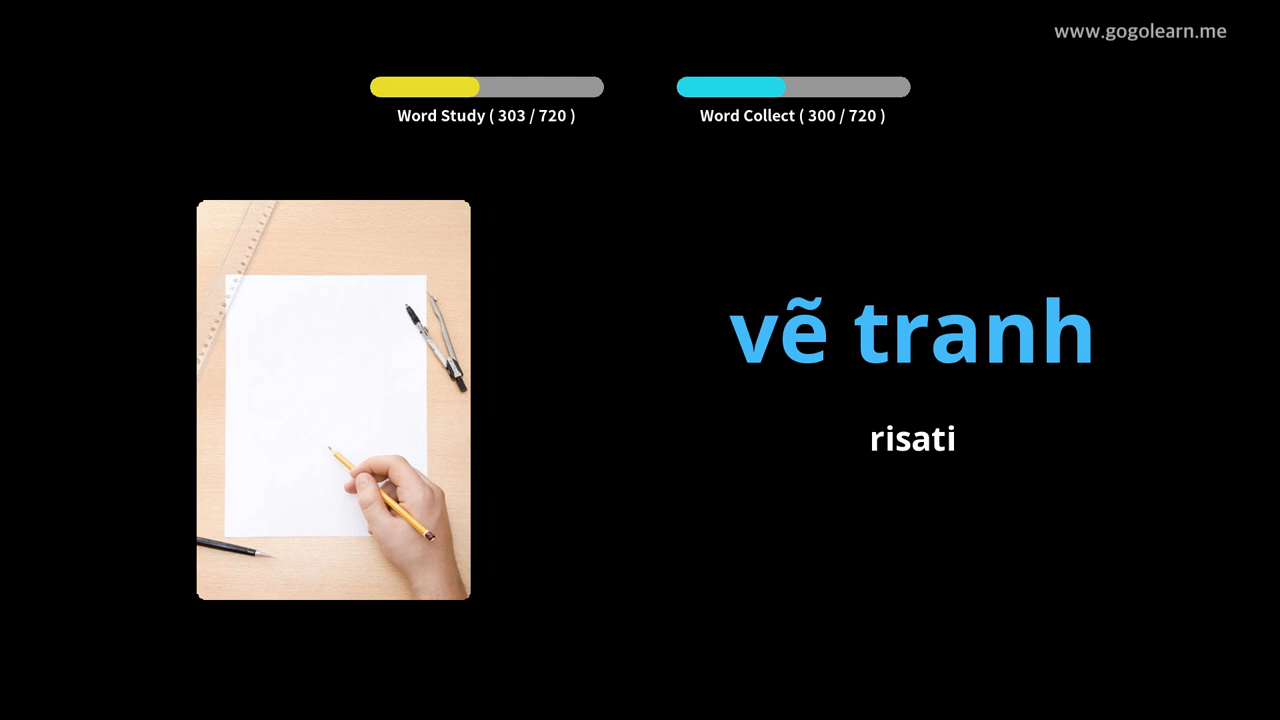 www.gogolearn.me
Word Study ( 303 / 720 )
Word Collect ( 300 / 720 )
vẽ tranh
risati